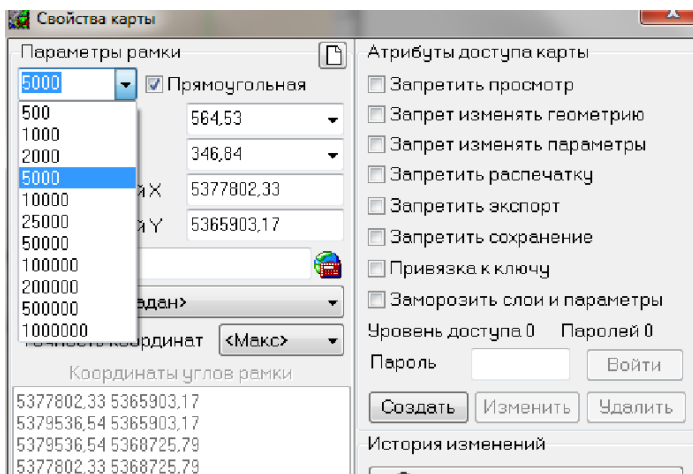 Свойства карты
Параметры рамки
5000
Прямоугольная
500
1000
2000
5000
10000
25000
50000
100000
200000
500000
1000000
564,53
346,84
й X
5377802,33
й Y
5365903,17
адан>
координат
<Макс>
Координаты углов рамки
5377802,33 5365903,17
5379536,54 5365903,17
5379536,54 5368725,79
5377802,33 5368725,79
Атрибуты доступа карты
Запретить просмотр
Запрет изменять геометрию
Запрет изменять параметры
Запретить распечатку
Запретить экспорт
Запретить сохранение
Привязка к ключу
Заморозить слои и параметры
Уровень доступа 0 Паролей 0
Пароль
Войти
Создать
Изменить
Удалить
История изменений